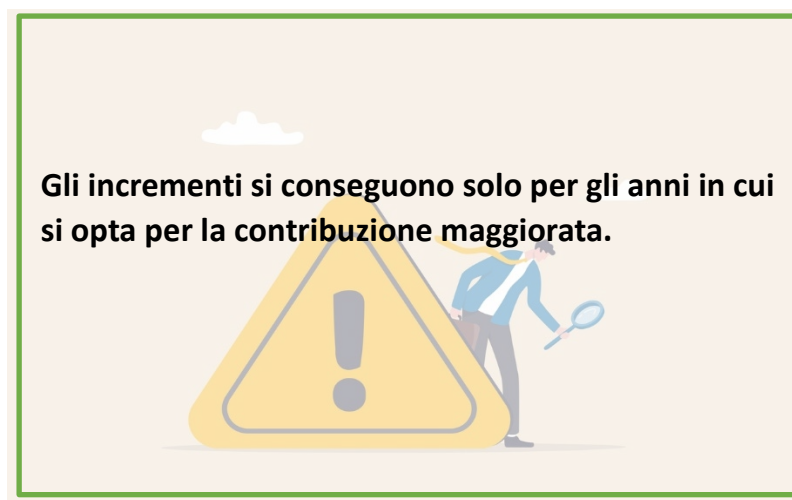 Gli incrementi si conseguono solo per gli anni in cui
si opta per la contribuzione maggiorata.